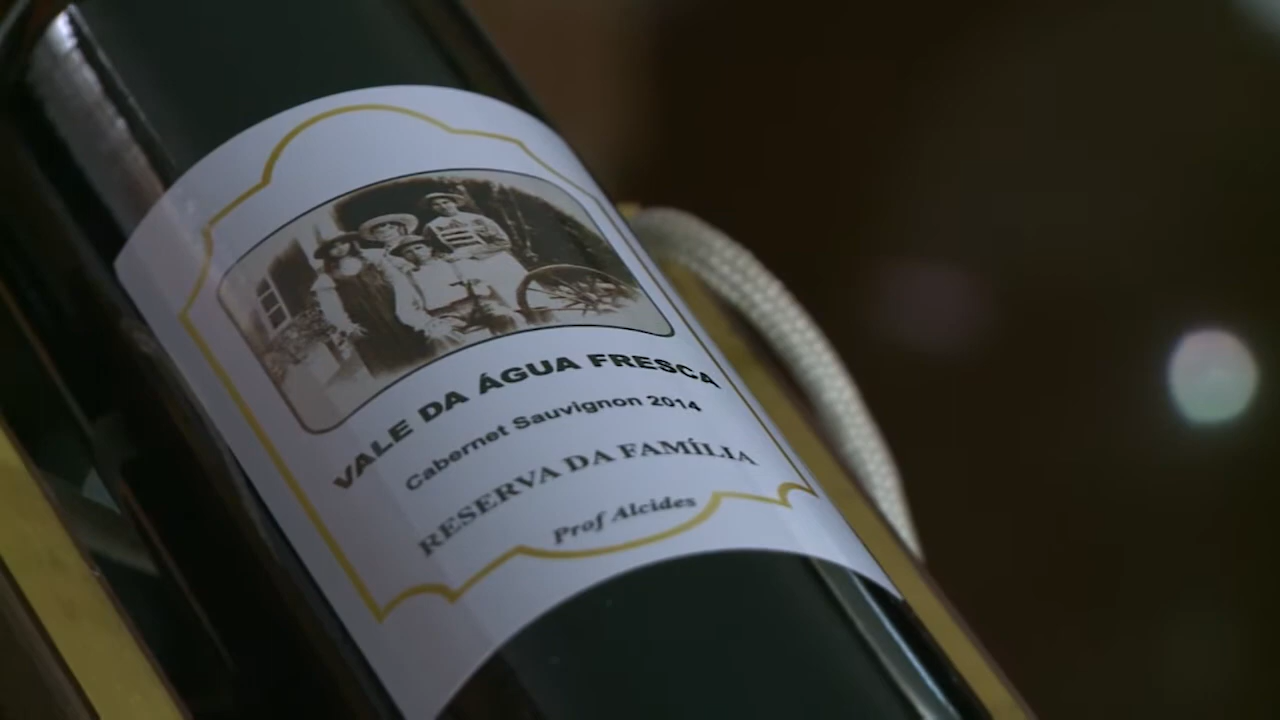 VALE DA ÁGUA FRESCA
Cabernet Sauvignon 2014
RESERVA DA FAMÍLIA
Prof Alcides